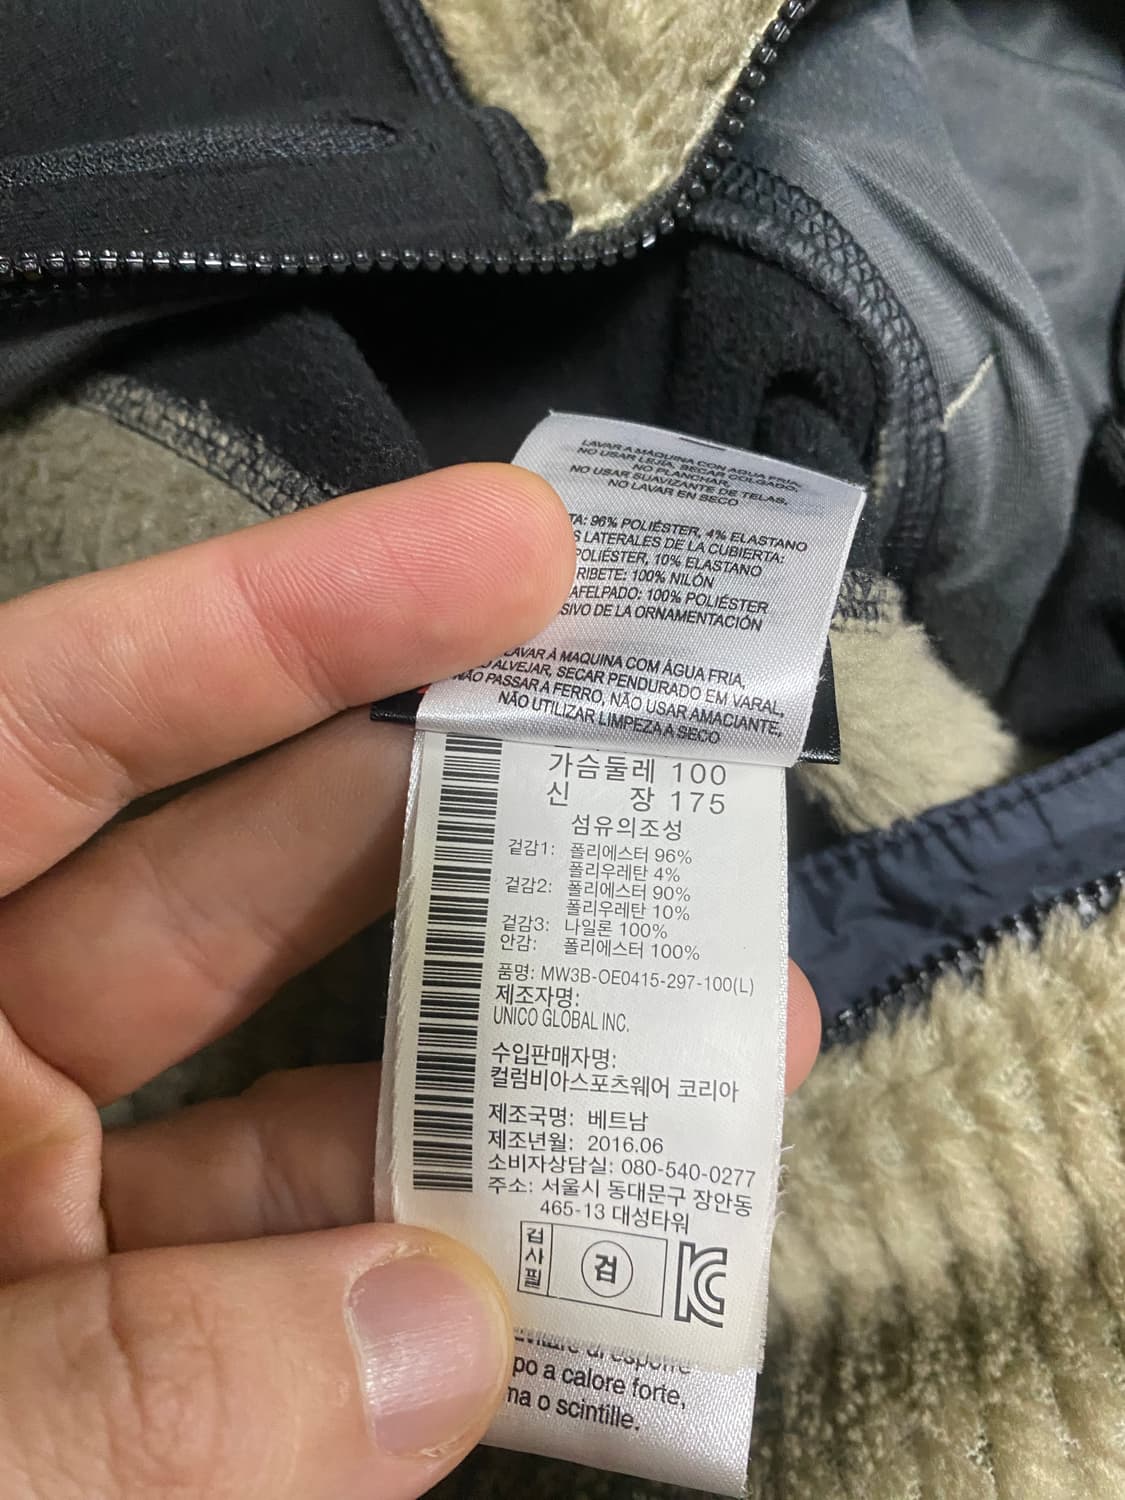 LAVAR A MÁQUINA CON AGUA FRIA,
NO USAR LEJÍA, SECAR COLGADO,
NO PLANCHAR,
NO USAR SUAVIZANTE DE TELAS,
NO LAVAR EN SECO
TA: 96% POLIÉSTER, 4% ELASTANO
S LATERALES DE LA CUBIERTA:
POLIÉSTER, 10% ELASTANO
RIBETE: 100% NILÓN
AFELPADO: 100% POLIÉSTER
SIVO DE LA ORNAMENTACIÓN
LAVAR À MAQUINA COM ÁGUA FRIA,
ALVEJAR, SECAR PENDURADO EM VARAL,
NÃO PASSAR A FERRO, NÃO USAR AMACIANTE,
NÃO UTILIZAR LIMPEZA A SECO
가슴둘레 100
신 장 175
섬유의조성
겉감1: 폴리에스터 96%
폴리우레탄 4%
겉감2: 폴리에스터 90%
폴리우레탄 10%
겉감3: 나일론 100%
안감: 폴리에스터 100%
품명: MW3B-OE0415-297-100(L)
제조자명:
UNICO GLOBAL INC.
수입판매자명:
컬럼비아스포츠웨어 코리아
제조국명: 베트남
제조년월: 2016.06
소비자상담실: 080-540-0277
주소: 서울시 동대문구 장안동
465-13 대성타워
검사필 검 KC
di esporre
po a calore forte,
ma o scintille.